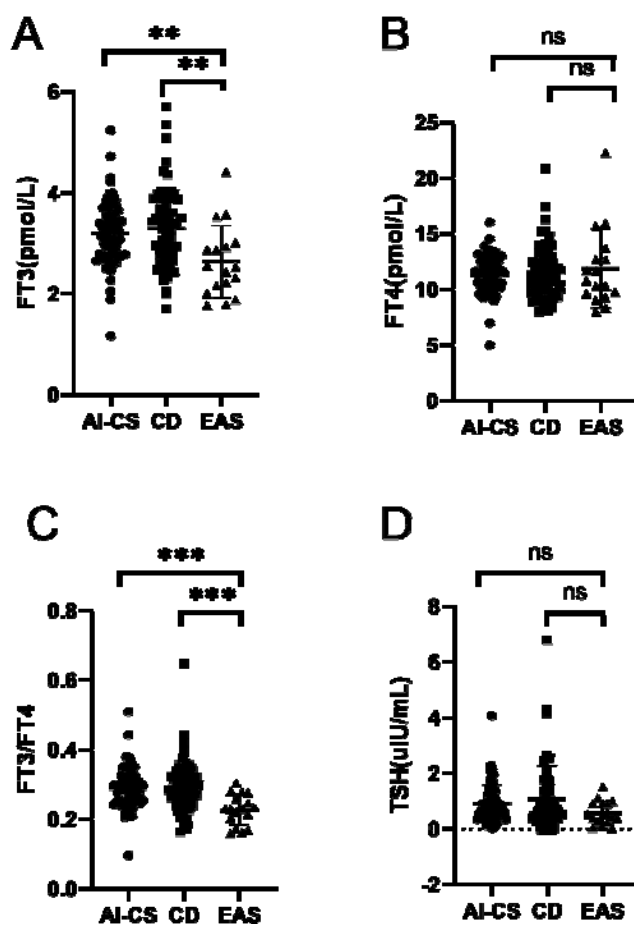 A
**
**
FT3(pmol/L)
6
4
2
0
AI-CS CD EAS
B
ns
ns
FT4(pmol/L)
25
20
15
10
5
0
AI-CS CD EAS
C
***
***
FT3/FT4
0.8
0.6
0.4
0.2
0.0
AI-CS CD EAS
D
ns
ns
TSH(uIU/mL)
8
6
4
2
0
-2
AI-CS CD EAS